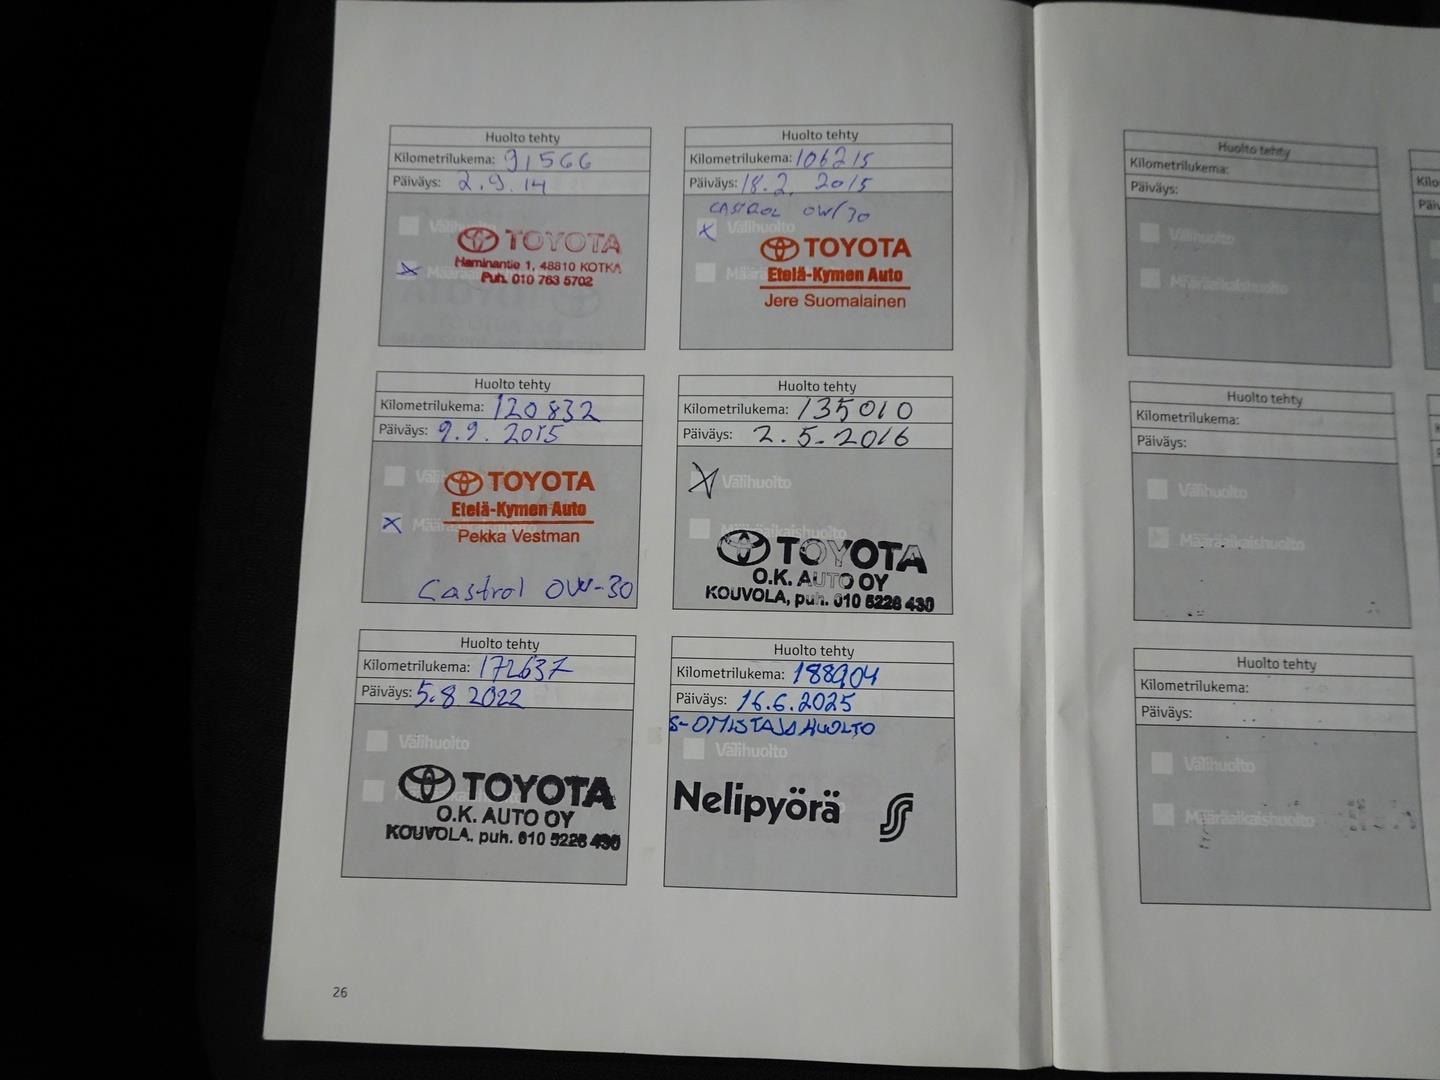 Huolto tehty
Kilometrilukema: 91566
Päiväys: 2.9.14
Välihuolto
TOYOTA
Haminantie 1, 48810 KOTKA
Puh. 010 763 5702
Huolto tehty
Kilometrilukema: 106215
Päiväys: 18.2. 2015
CASTROL 0W/30
Välihuolto
TOYOTA
Etelä-Kymen Auto
Jere Suomalainen
Huolto tehty
Kilometrilukema: 120832
Päiväys: 9.9. 2015
TOYOTA
Etelä-Kymen Auto
Pekka Vestman
Castrol 0W-30
Huolto tehty
Kilometrilukema: 135010
Päiväys: 2.5.2016
Välihuolto
Määräaikaishuolto
TOYOTA
O.K. AUTO OY
KOUVOLA, puh. 010 5226 430
Huolto tehty
Kilometrilukema: 172637
Päiväys: 5.8 2022
Välihuolto
TOYOTA
O.K. AUTO OY
KOUVOLA. puh. 010 5226 430
Huolto tehty
Kilometrilukema: 188904
Päiväys: 16.6.2025
S-OMISTAJAHUOLTO
Välihuolto
Nelipyörä
26
Huolto tehty
Kilometrilukema:
Päiväys:
Välihuolto
Määräaikaishuolto
Huolto tehty
Kilometrilukema:
Päiväys:
Välihuolto
Määräaikaishuolto
Huolto tehty
Kilometrilukema:
Päiväys:
Välihuolto
Määräaikaishuolto